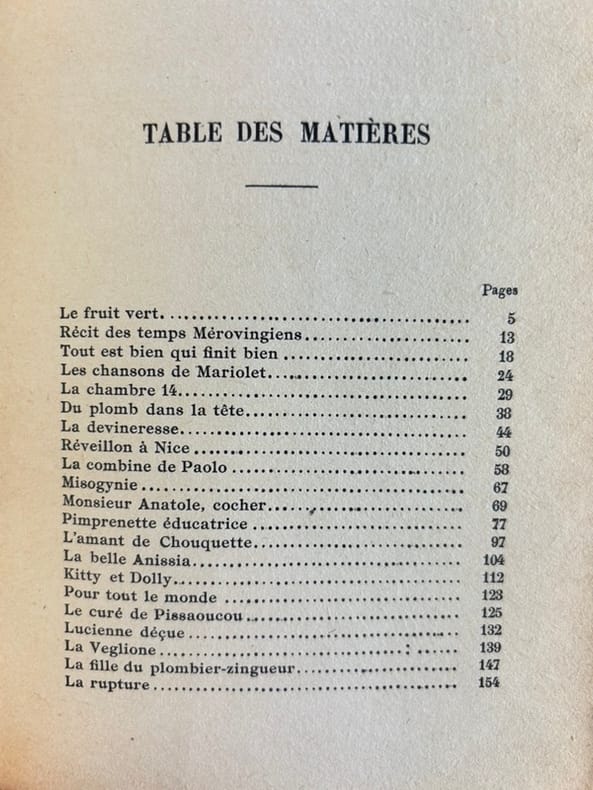 TABLE DES MATIÈRES
Pages
Le fruit vert. .......................................... 5
Récit des temps Mérovingiens......................... 13
Tout est bien qui finit bien ........................... 18
Les chansons de Mariolet.............................. 24
La chambre 14......................................... 29
Du plomb dans la tête................................. 38
La devineresse......................................... 44
Réveillon à Nice ....................................... 50
La combine de Paolo .................................. 58
Misogynie .............................................. 67
Monsieur Anatole, cocher............................. 69
Pimprenette éducatrice ............................... 77
L'amant de Chouquette............................... 97
La belle Anissia........................................ 104
Kitty et Dolly.......................................... 112
Pour tout le monde ................................... 123
Le curé de Pissaoucou ................................ 125
Lucienne déçue ........................................ 132
La Veglione ............................................ 139
La fille du plombier-zingueur......................... 147
La rupture ............................................. 154